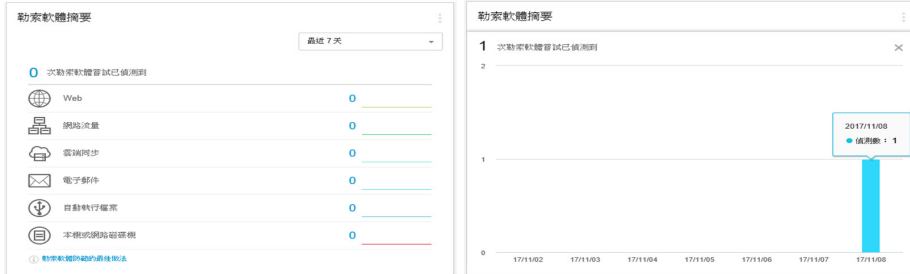 勒索軟體摘要
最近 7 天
0 次勒索軟體嘗試已偵測到
Web 0
網路流量 0
雲端同步 0
電子郵件 0
自動執行檔案 0
本機或網路磁碟機 0
勒索軟體防範的最佳做法
勒索軟體摘要
1 次勒索軟體嘗試已偵測到
2
2017/11/08
偵測數： 1
1
0
17/11/02 17/11/03 17/11/04 17/11/05 17/11/06 17/11/07 17/11/08